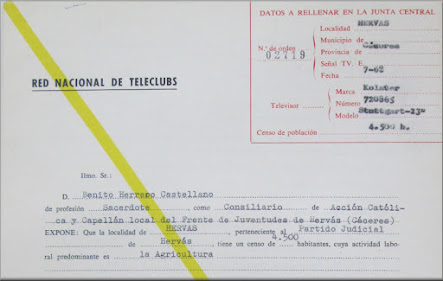 DATOS A RELLENAR EN LA JUNTA CENTRAL
Localidad HERVAS
Municipio de
N.º de orden 02719
Provincia de Cáceres
Señal TV. E.
Fecha 7-68
Marca Kolster
Televisor Número 720865
Modelo Stuttgart-23"
Censo de población 4.500 h.
RED NACIONAL DE TELECLUBS
Ilmo. Sr.:
D. Benito Herrero Castellano
de profesión Sacerdote como Consiliario de Acción Católi-
ca y Capellán local del Frente de Juventudes de Hervás (Cáceres)
EXPONE: Que la localidad de HERVAS, perteneciente al Partido Judicial
de Hervás tiene un censo de 4.500 habitantes, cuya actividad labo-
ral predominante es la Agricultura